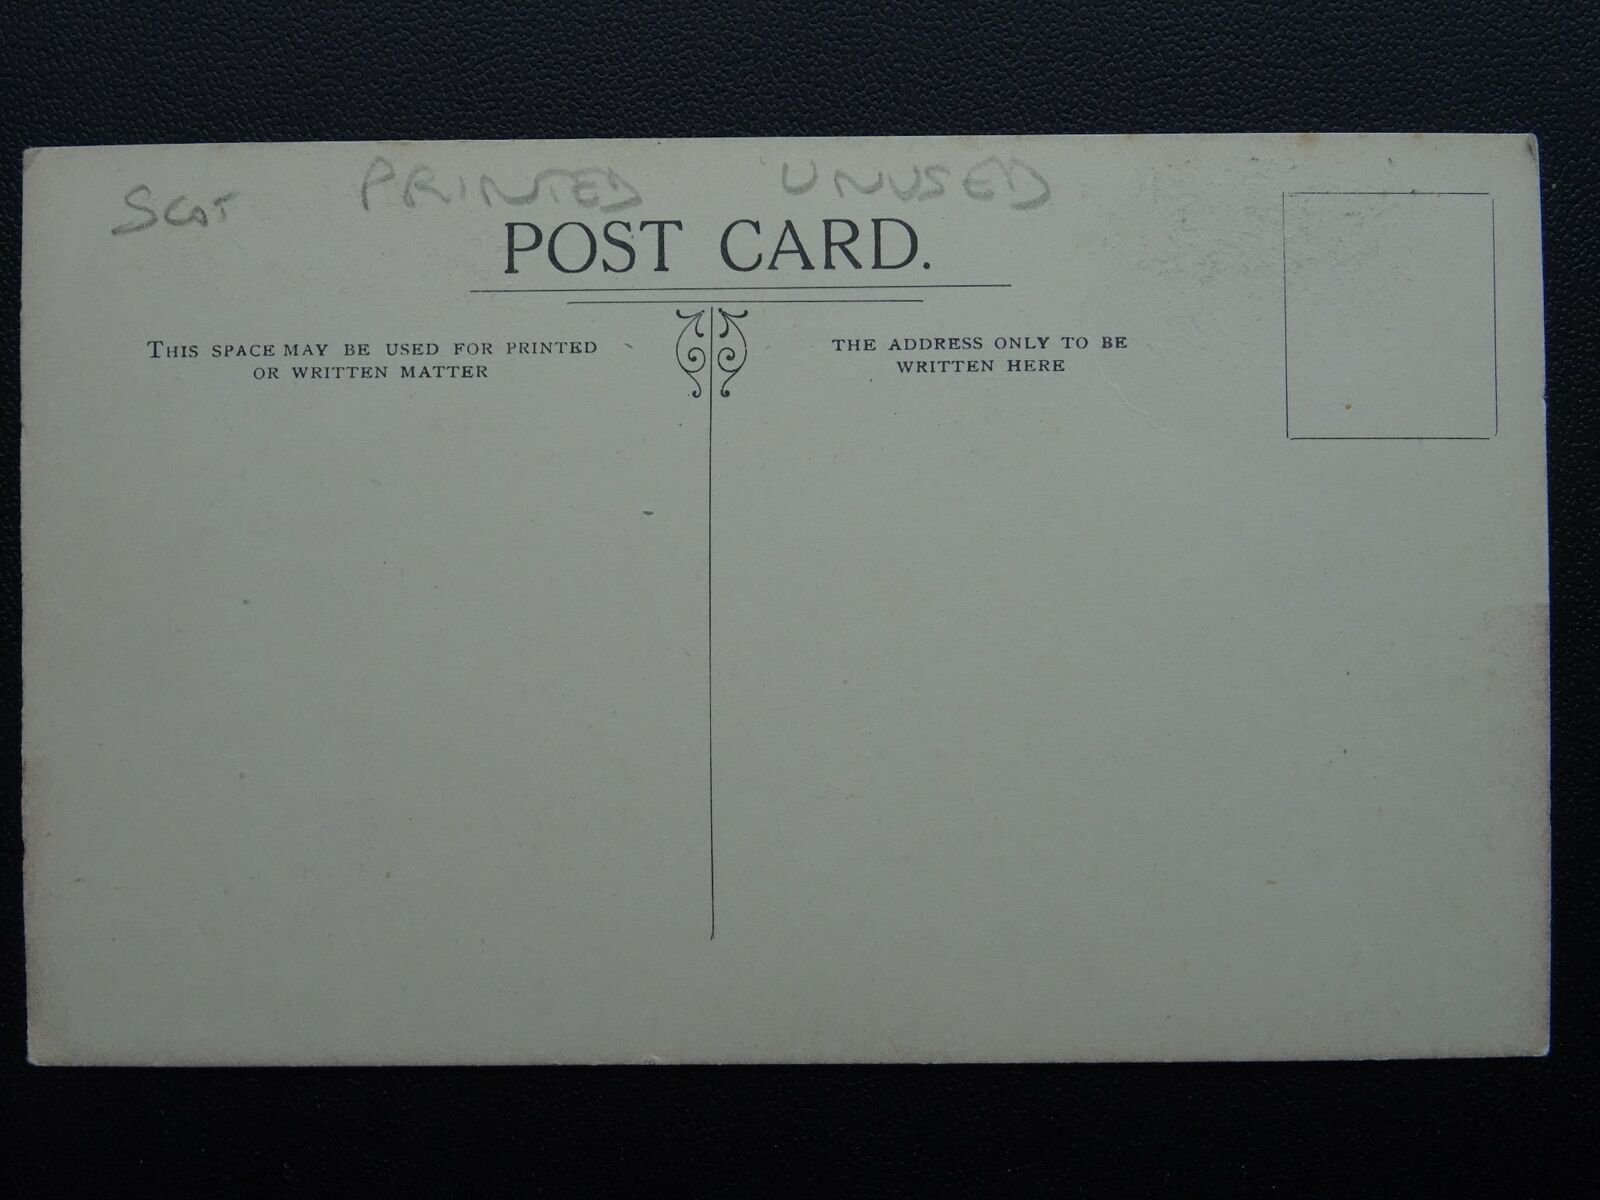 SCOT PRINTED UNUSED
POST CARD.
THIS SPACE MAY BE USED FOR PRINTED
OR WRITTEN MATTER
THE ADDRESS ONLY TO BE
WRITTEN HERE